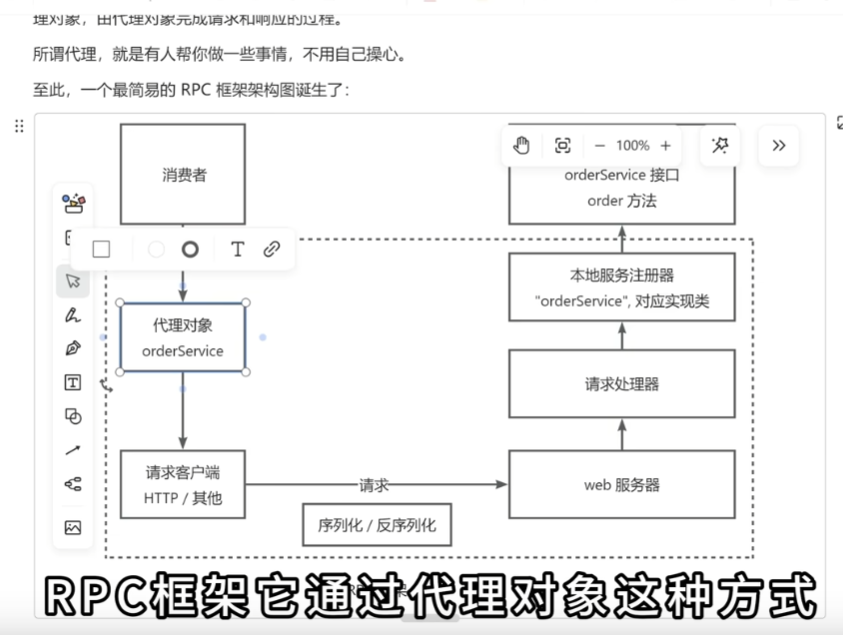 理对象，由代理对象完成请求和响应的过程。
所谓代理，就是有人帮你做一些事情，不用自己操心。
至此，一个最简易的 RPC 框架架构图诞生了：
消费者
100%
orderService 接口
order 方法
T
代理对象
orderService
本地服务注册器
"orderService", 对应实现类
请求处理器
请求客户端
HTTP / 其他
请求
web 服务器
序列化 / 反序列化
RPC框架它通过代理对象这种方式